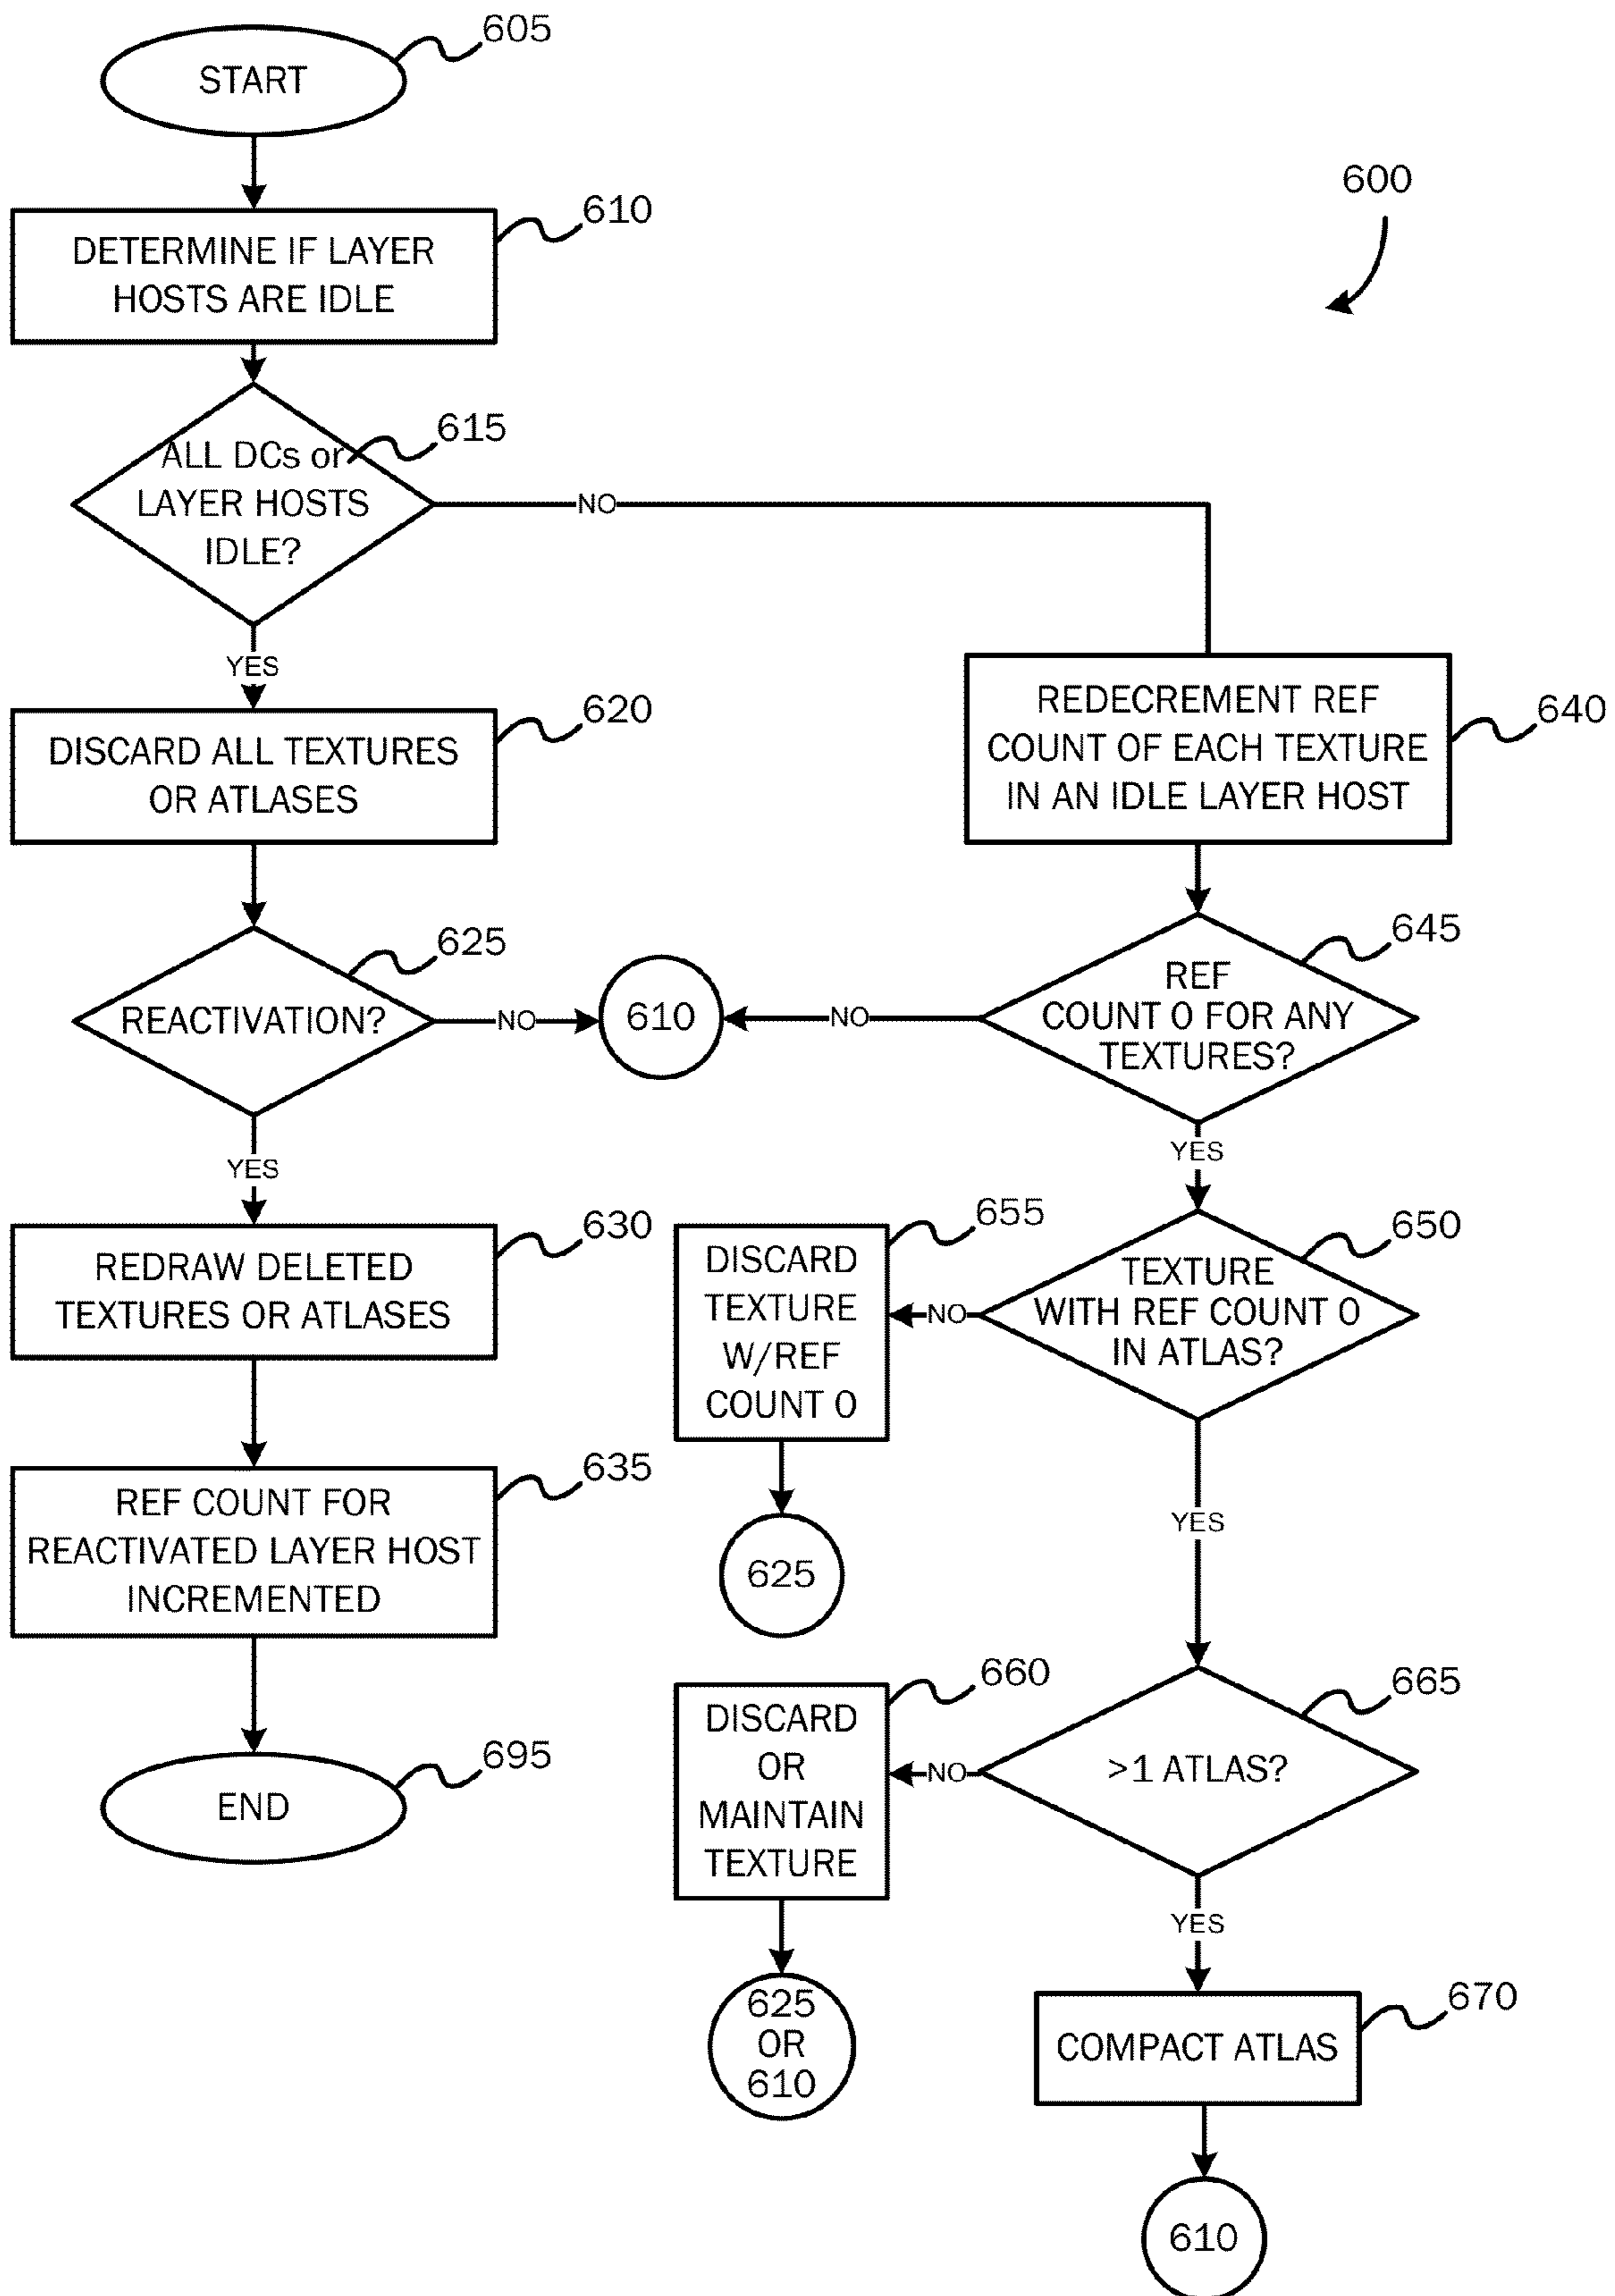 605
START
600
610
DETERMINE IF LAYER
HOSTS ARE IDLE
615
ALL DCs or
LAYER HOSTS
IDLE?
NO
YES
620
DISCARD ALL TEXTURES
OR ATLASES
640
REDECREMENT REF
COUNT OF EACH TEXTURE
IN AN IDLE LAYER HOST
625
REACTIVATION?
NO
610
NO
645
REF
COUNT 0 FOR ANY
TEXTURES?
YES
YES
630
REDRAW DELETED
TEXTURES OR ATLASES
655
DISCARD
TEXTURE
W/REF
COUNT 0
NO
650
TEXTURE
WITH REF COUNT 0
IN ATLAS?
635
REF COUNT FOR
REACTIVATED LAYER HOST
INCREMENTED
625
YES
695
END
660
DISCARD
OR
MAINTAIN
TEXTURE
NO
665
>1 ATLAS?
YES
625
OR
610
670
COMPACT ATLAS
610